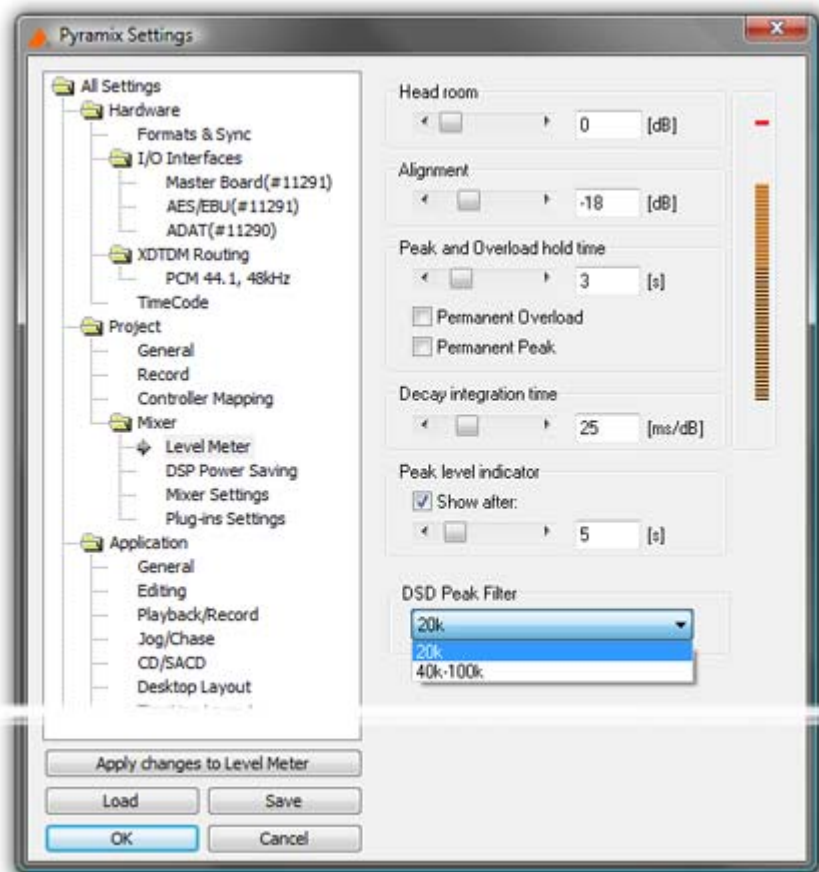 Pyramix Settings
All Settings
Hardware
Formats & Sync
I/O Interfaces
Master Board(#11291)
AES/EBU(#11291)
ADAT(#11290)
XDTDM Routing
PCM 44.1, 48kHz
TimeCode
Project
General
Record
Controller Mapping
Mixer
Level Meter
DSP Power Saving
Mixer Settings
Plug-ins Settings
Application
General
Editing
Playback/Record
Jog/Chase
CD/SACD
Desktop Layout
Apply changes to Level Meter
Load Save
OK Cancel
Head room
0 [dB]
Alignment
-18 [dB]
Peak and Overload hold time
3 [s]
Permanent Overload
Permanent Peak
Decay integration time
25 [ms/dB]
Peak level indicator
Show after:
5 [s]
DSD Peak Filter
20k
20k
40k-100k